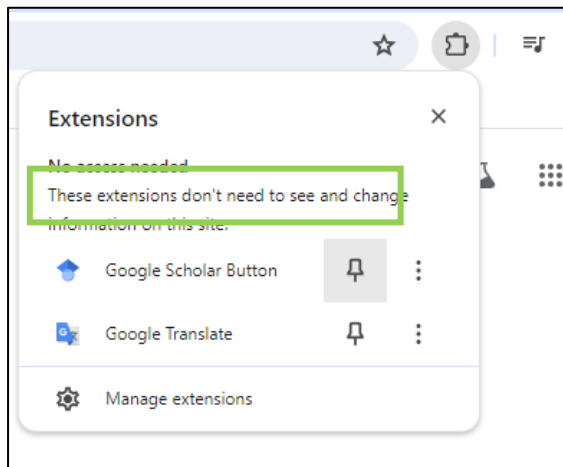 Extensions
No access needed
These extensions don't need to see and change
information on this site.
Google Scholar Button
Google Translate
Manage extensions